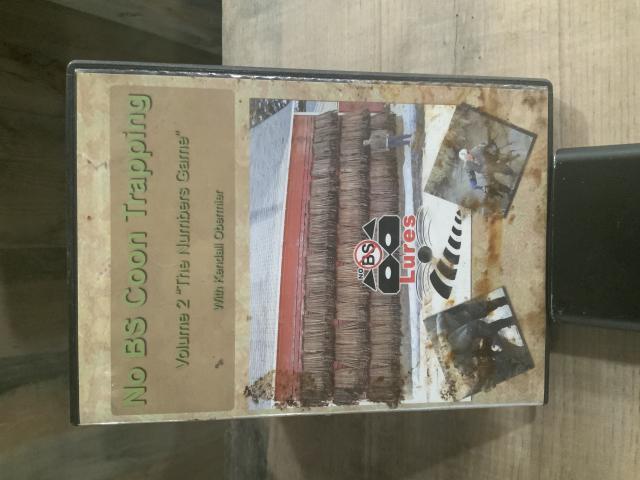 No BS Coon Trapping
Volume 2 "The Numbers Game"
With Kendall Obermier
NO
BS
Lures